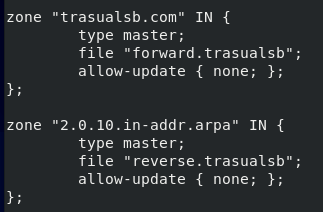 zone "trasualsb.com" IN {
        type master;
        file "forward.trasualsb";
        allow-update { none; };
};

zone "2.0.10.in-addr.arpa" IN {
        type master;
        file "reverse.trasualsb";
        allow-update { none; };
};